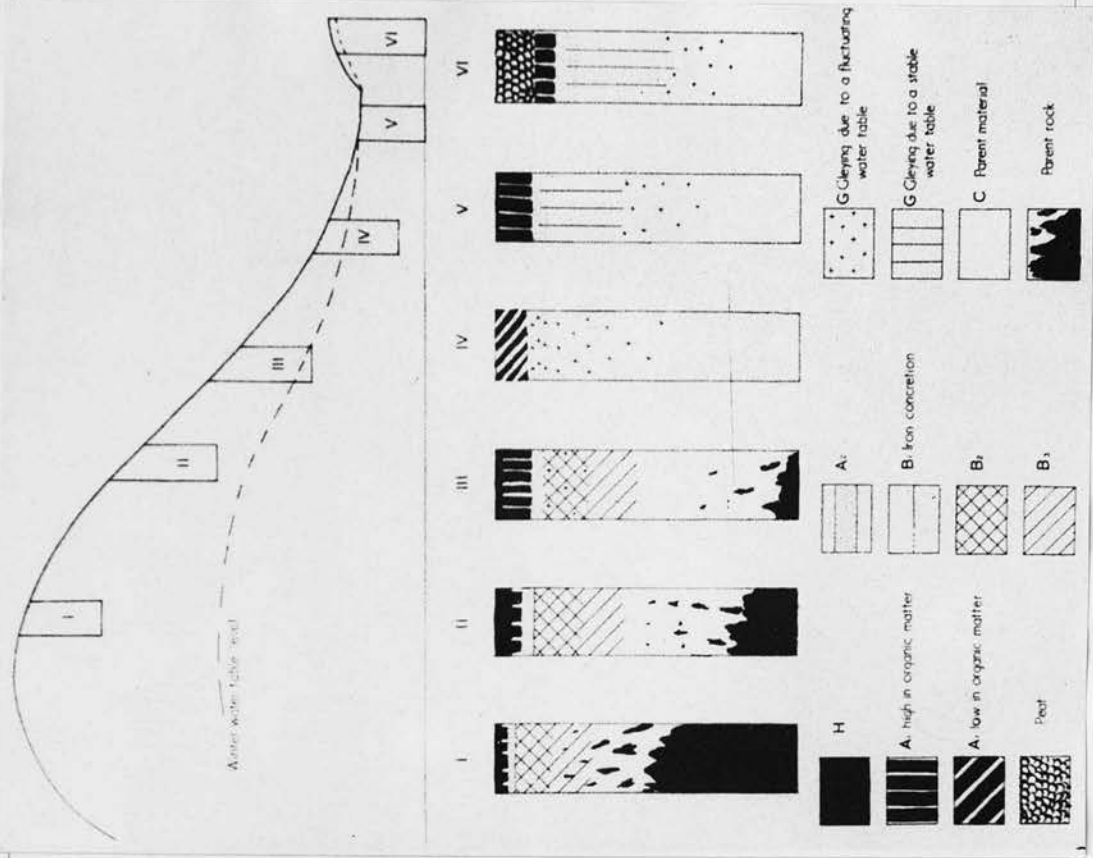 I
II
III
IV
V
VI
Winter water table level
I
II
III
IV
V
VI
H
A₁ high in organic matter
A₁ low in organic matter
Peat
A₂
B₁ Iron concretion
B₂
B₃
G Gleying due to a fluctuating
water table
G Gleying due to a stable
water table
C Parent material
Parent rock